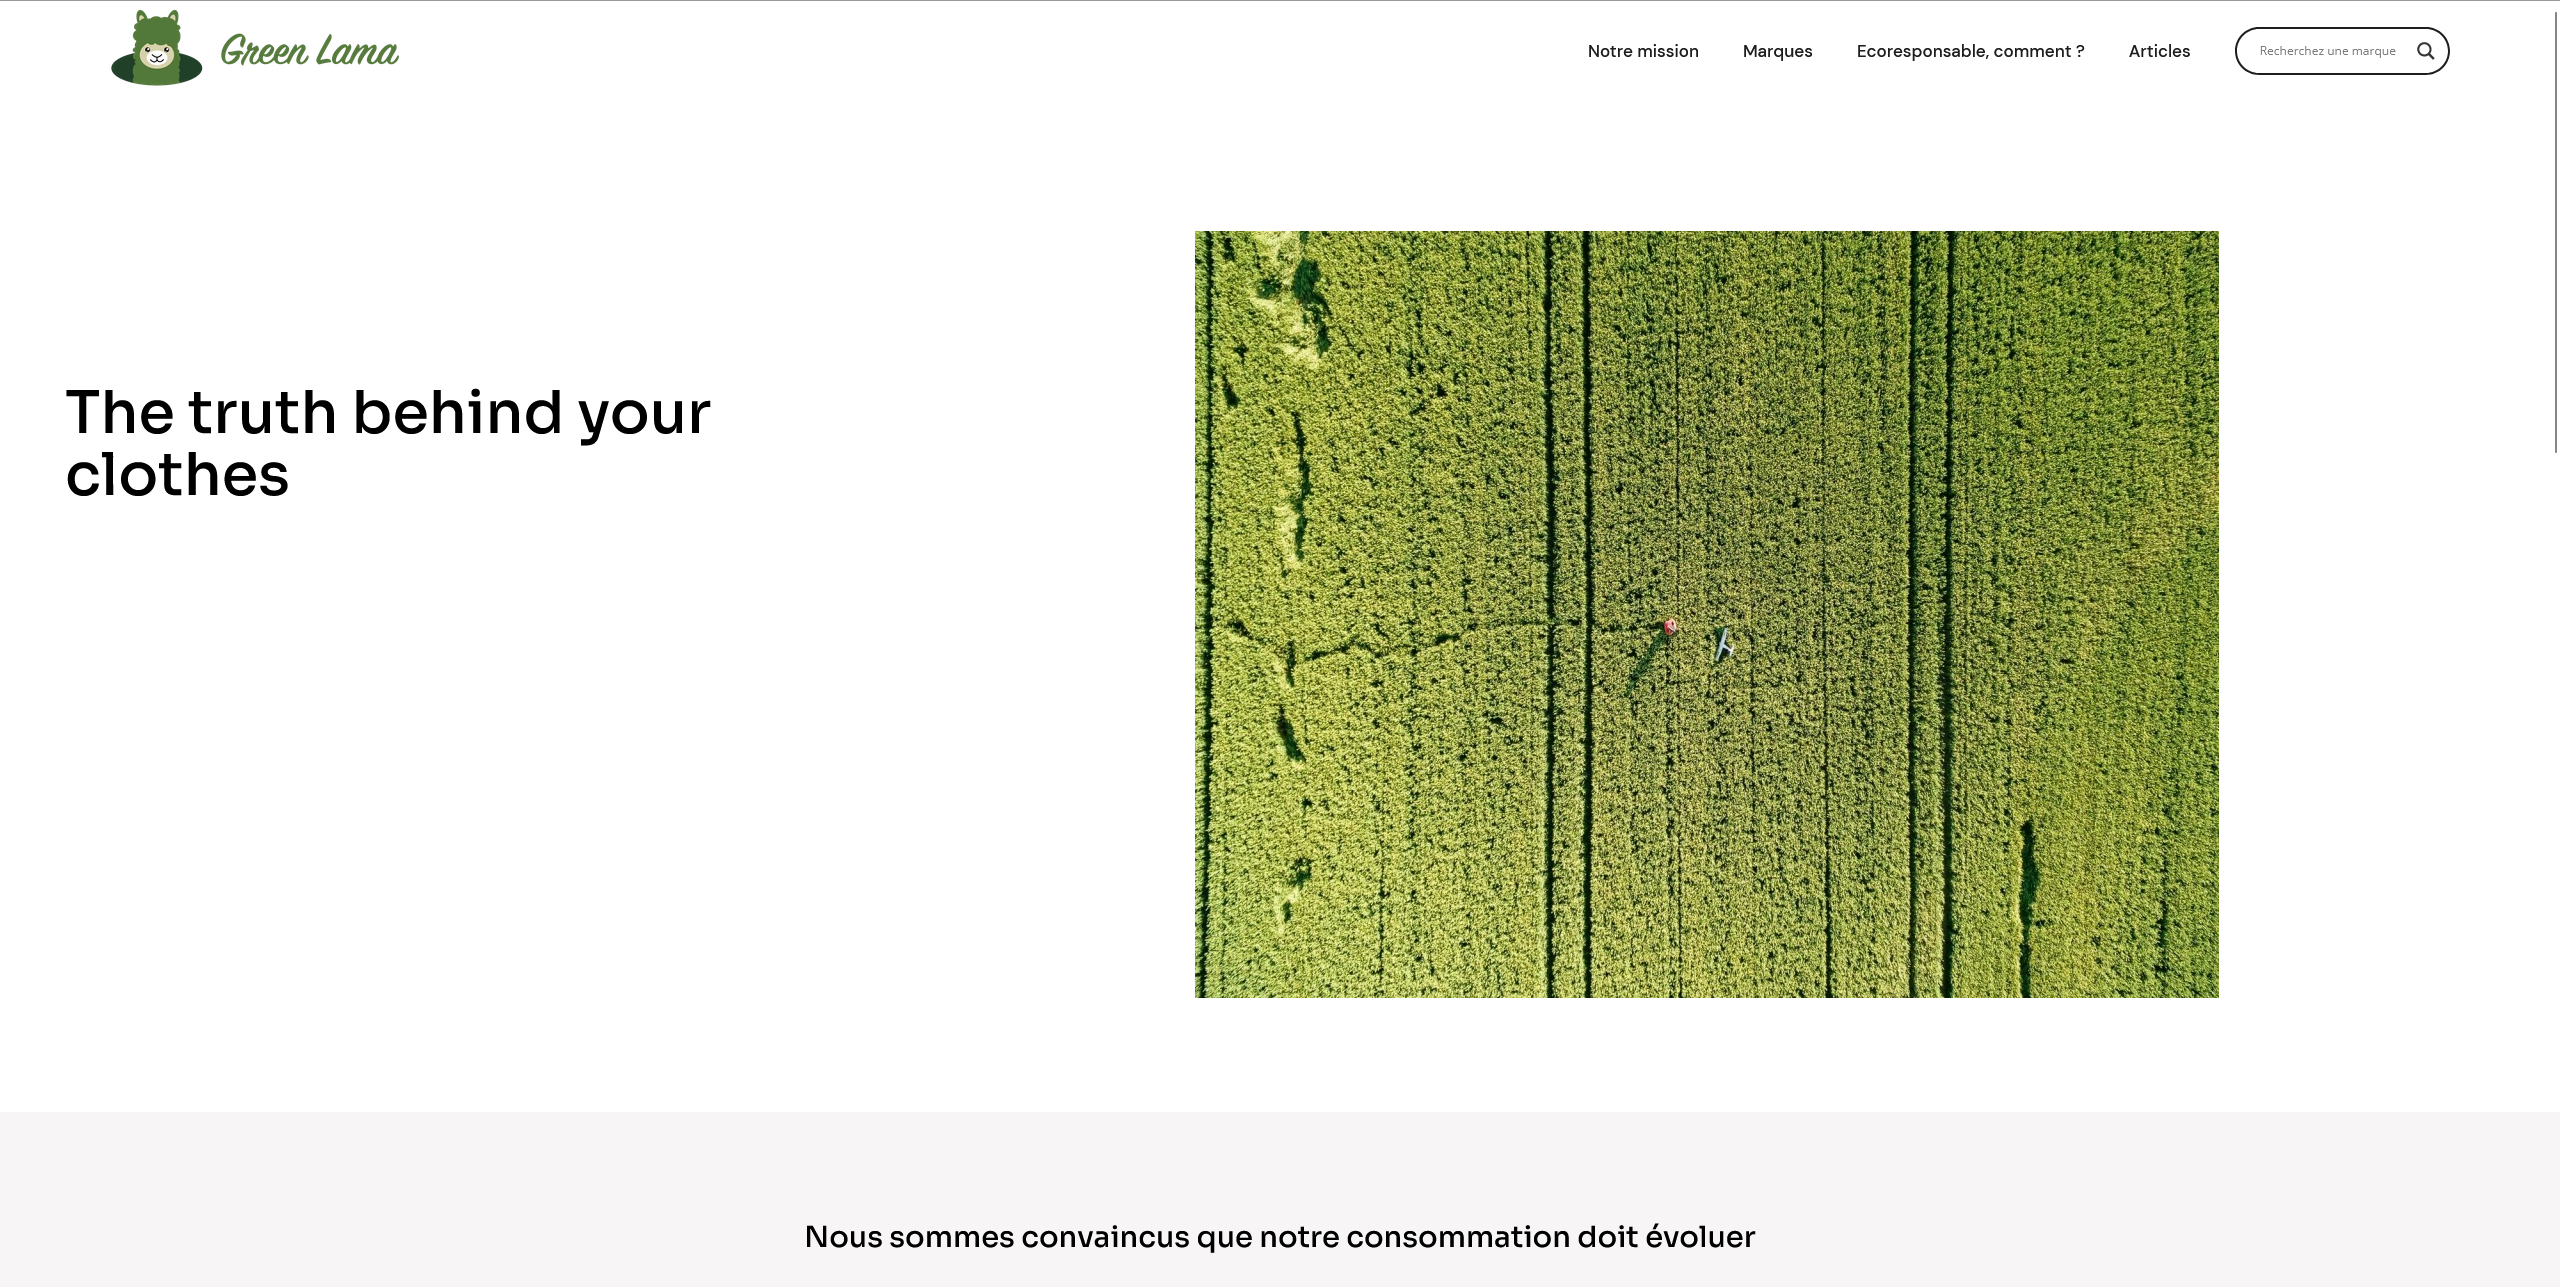 Green Lama
Notre mission
Marques
Ecoresponsable, comment ?
Articles
Recherchez une marque
The truth behind your
clothes
Nous sommes convaincus que notre consommation doit évoluer